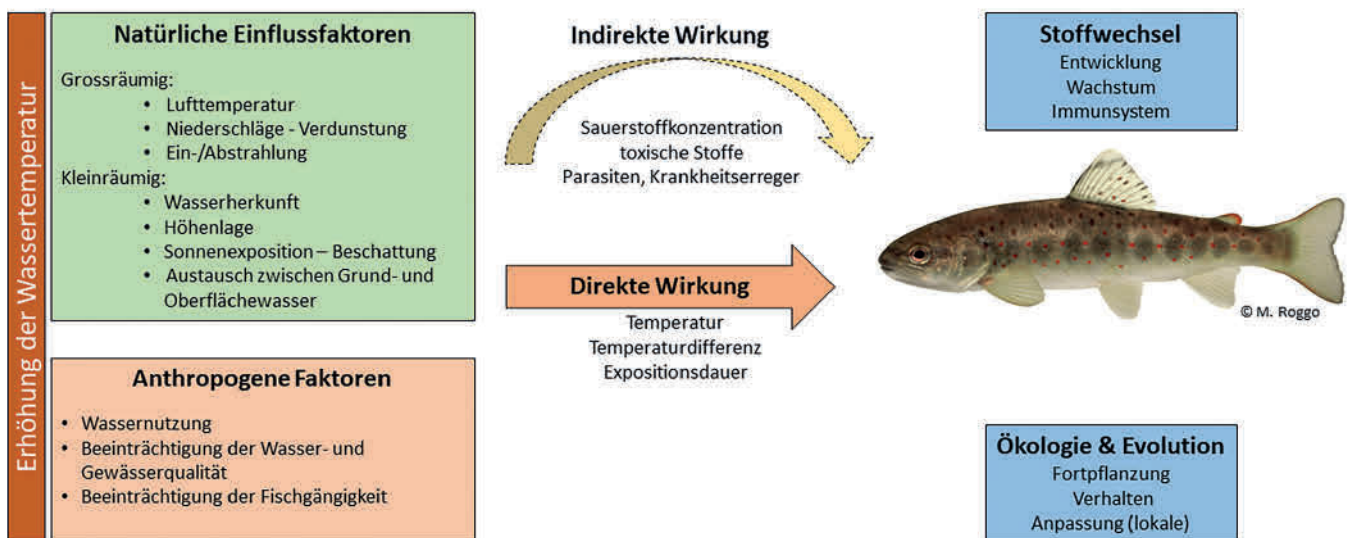 Erhöhung der Wassertemperatur
Natürliche Einflussfaktoren
Grossräumig:
• Lufttemperatur
• Niederschläge - Verdunstung
• Ein-/Abstrahlung
Kleinräumig:
• Wasserherkunft
• Höhenlage
• Sonnenexposition – Beschattung
• Austausch zwischen Grund- und
Oberflächewasser
Anthropogene Faktoren
• Wassernutzung
• Beeinträchtigung der Wasser- und
Gewässerqualität
• Beeinträchtigung der Fischgängigkeit
Indirekte Wirkung
Sauerstoffkonzentration
toxische Stoffe
Parasiten, Krankheitserreger
Direkte Wirkung
Temperatur
Temperaturdifferenz
Expositionsdauer
Stoffwechsel
Entwicklung
Wachstum
Immunsystem
© M. Roggo
Ökologie & Evolution
Fortpflanzung
Verhalten
Anpassung (lokale)